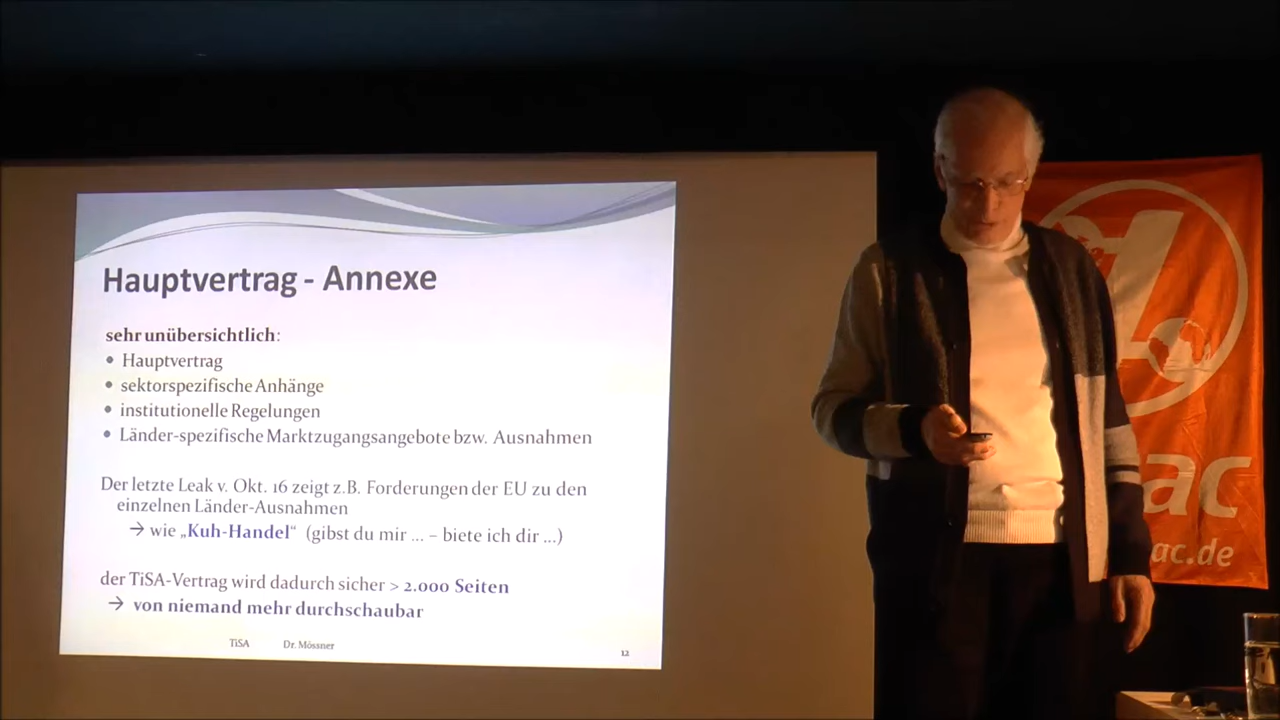 Hauptvertrag - Annexe
sehr unübersichtlich:
• Hauptvertrag
• sektorspezifische Anhänge
• institutionelle Regelungen
• Länder-spezifische Marktzugangsangebote bzw. Ausnahmen
Der letzte Leak v. Okt. 16 zeigt z.B. Forderungen der EU zu den
einzelnen Länder-Ausnahmen
→ wie „Kuh-Handel“ (gibst du mir ... – biete ich dir ...)
der TiSA-Vertrag wird dadurch sicher > 2.000 Seiten
→ von niemand mehr durchschaubar
TiSA Dr. Mössner
12
ac
ac.de